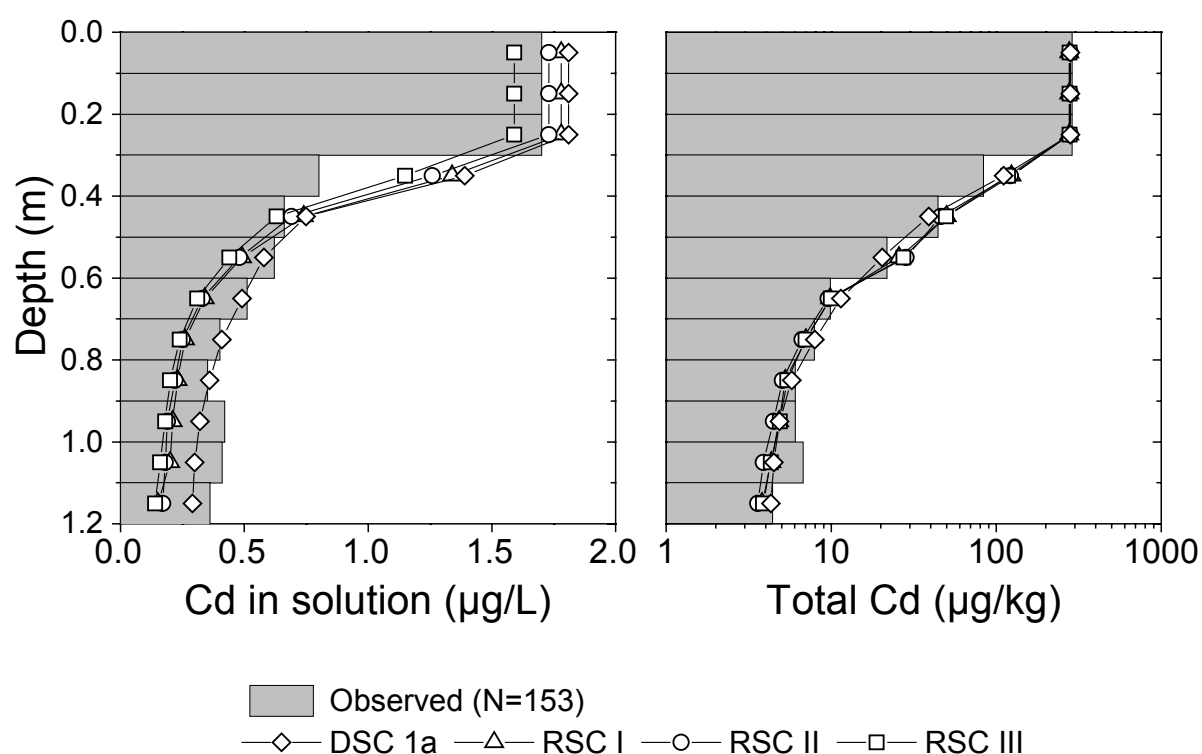 0.0
0.2
0.4
0.6
0.8
1.0
1.2
Depth (m)
0.0 0.5 1.0 1.5 2.0
1 10 100 1000
Cd in solution (µg/L)
Total Cd (µg/kg)
Observed (N=153)
DSC 1a RSC I RSC II RSC III